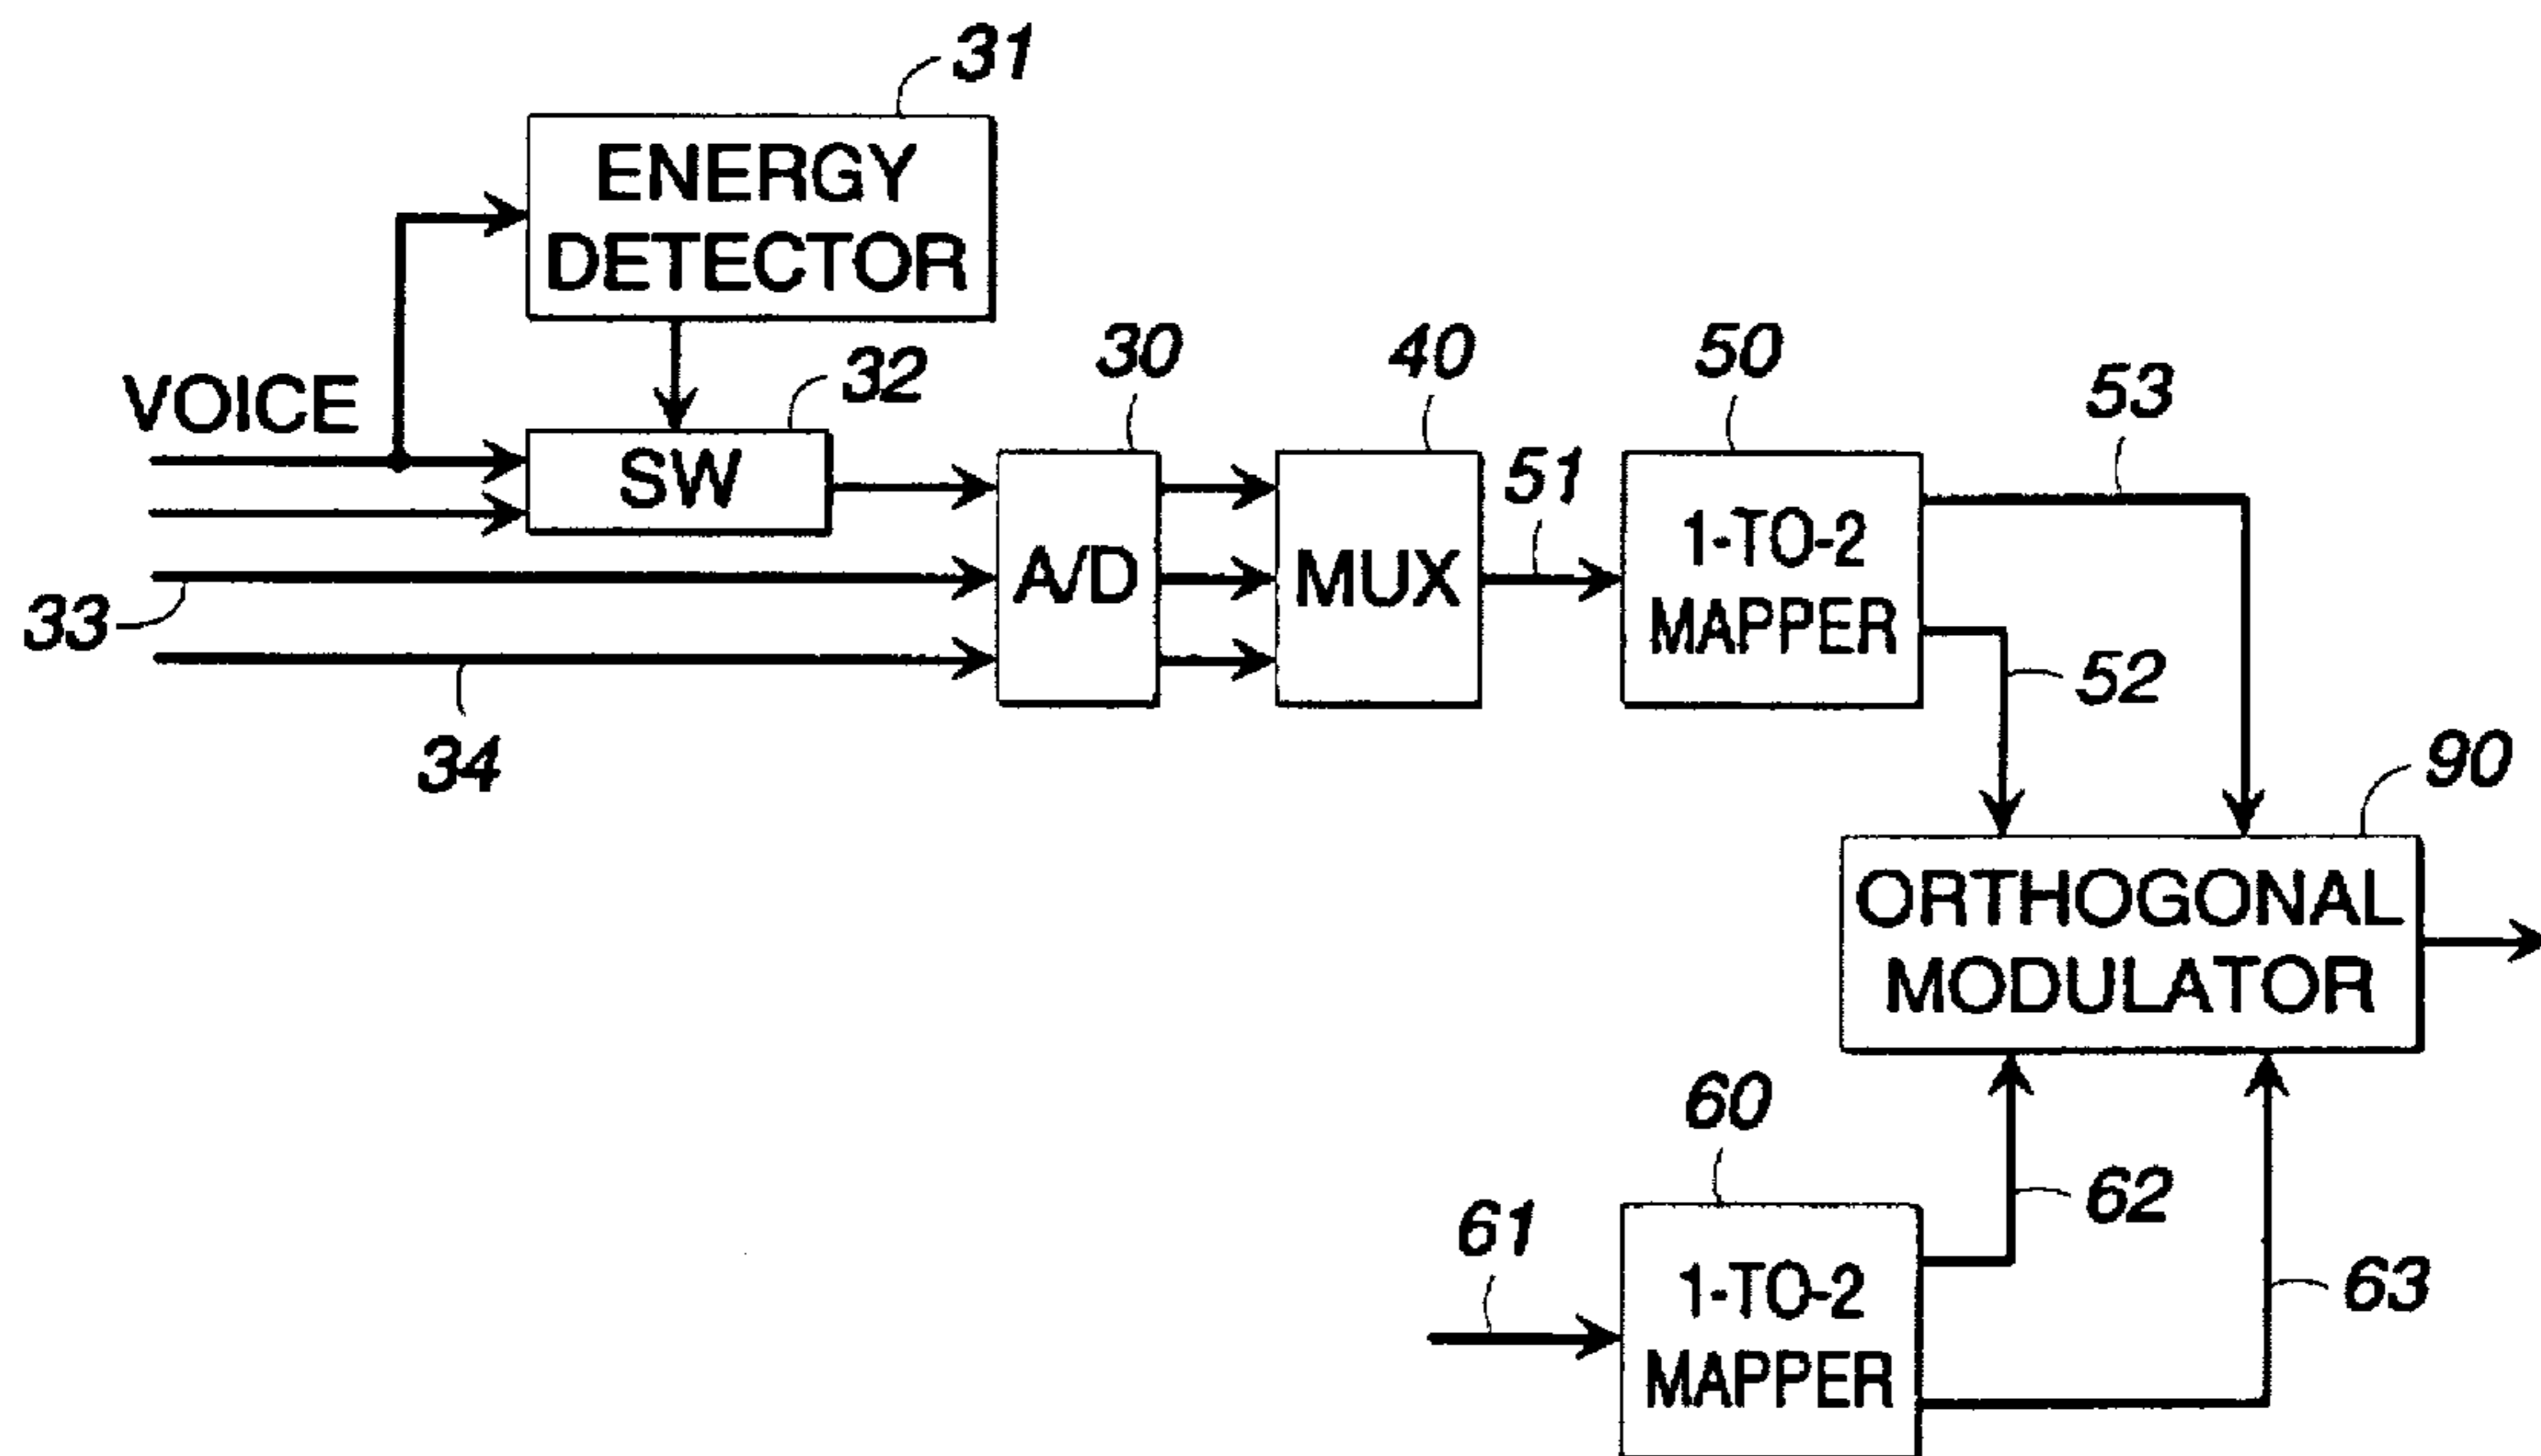 31
ENERGY
DETECTOR
VOICE
32
SW
30
40
50
53
51
A/D
MUX
1-TO-2
MAPPER
33
34
52
90
ORTHOGONAL
MODULATOR
60
61
62
1-TO-2
MAPPER
63